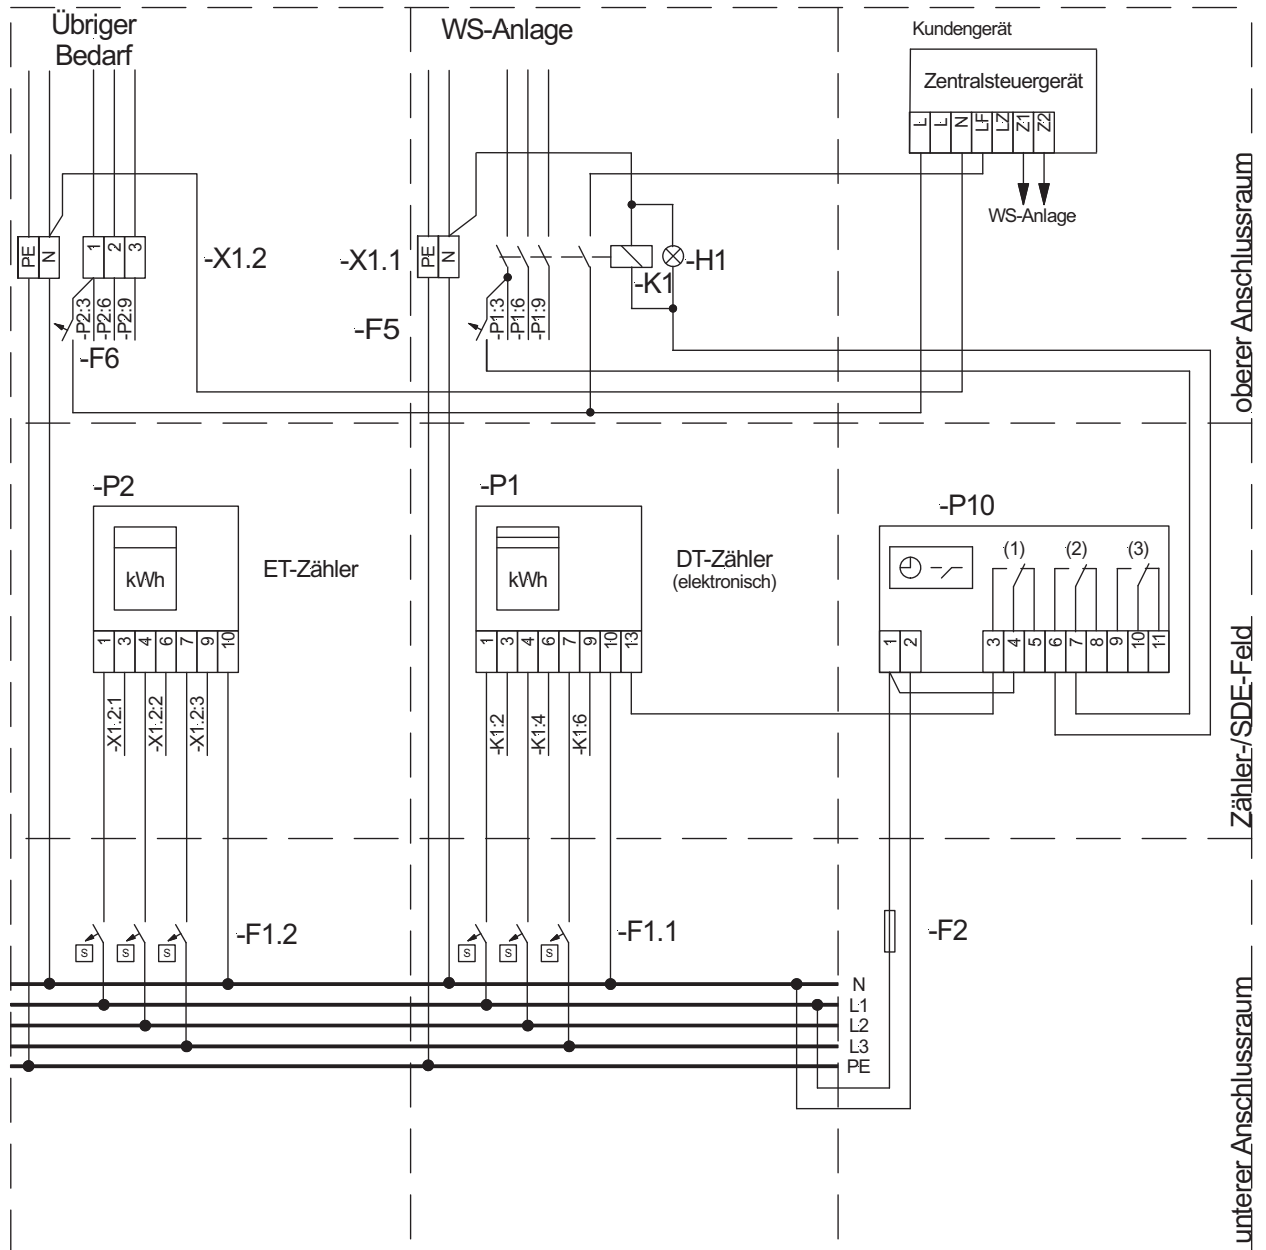 Übriger
Bedarf
WS-Anlage
Kundengerät
Zentralsteuergerät
L L N LF LZ Z1 Z2
WS-Anlage
PE N
1 2 3
-X1.2
-X1.1
PE N
-K1
-H1
-P2:3
-P2:6
-P2:9
-F6
-F5
-P1:3
-P1:6
-P1:9
oberer Anschlussraum
-P2
kWh
ET-Zähler
1 3 4 6 7 9 10
-X1.2:1
-X1.2:2
-X1.2:3
-P1
kWh
DT-Zähler
(elektronisch)
1 3 4 6 7 9 10 13
-K1:2
-K1:4
-K1:6
-P10
(1) (2) (3)
1 2
3 4 5 6 7 8 9 10 11
Zähler-/SDE-Feld
S S S
-F1.2
S S S
-F1.1
-F2
N
L1
L2
L3
PE
unterer Anschlussraum